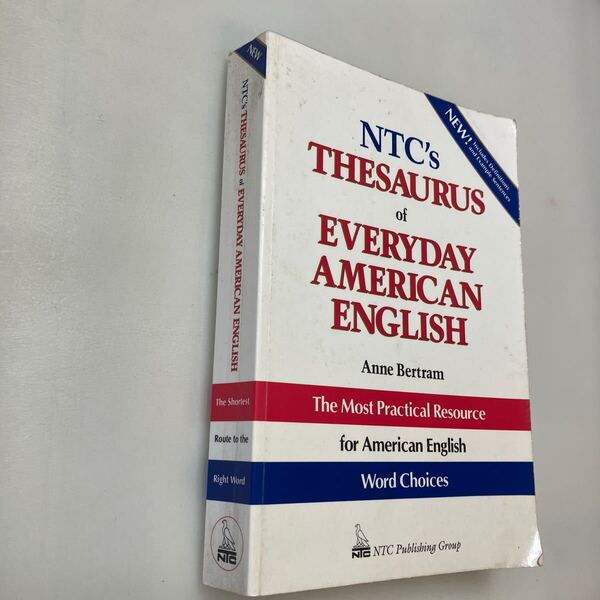 NEW
NTC's THESAURUS of EVERYDAY AMERICAN ENGLISH
The Shortest
Route to the
Right Word
NTC
NEW!
Includes Definitions
and Example Sentences
NTC's
THESAURUS
of
EVERYDAY
AMERICAN
ENGLISH
Anne Bertram
The Most Practical Resource
for American English
Word Choices
NTC NTC Publishing Group